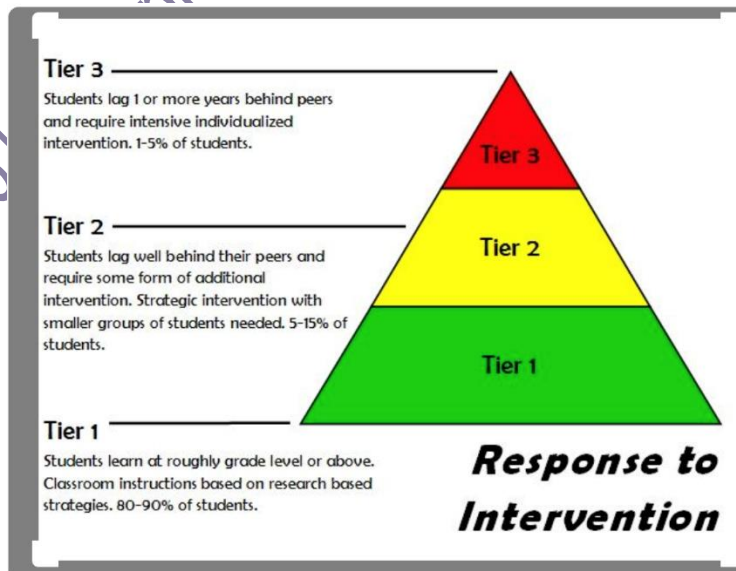 Tier 3
Students lag 1 or more years behind peers
and require intensive individualized
intervention. 1-5% of students.
Tier 3
Tier 2
Students lag well behind their peers and
require some form of additional
intervention. Strategic intervention with
smaller groups of students needed. 5-15% of
students.
Tier 2
Tier 1
Tier 1
Students learn at roughly grade level or above.
Classroom instructions based on research based
strategies. 80-90% of students.
Response to
Intervention